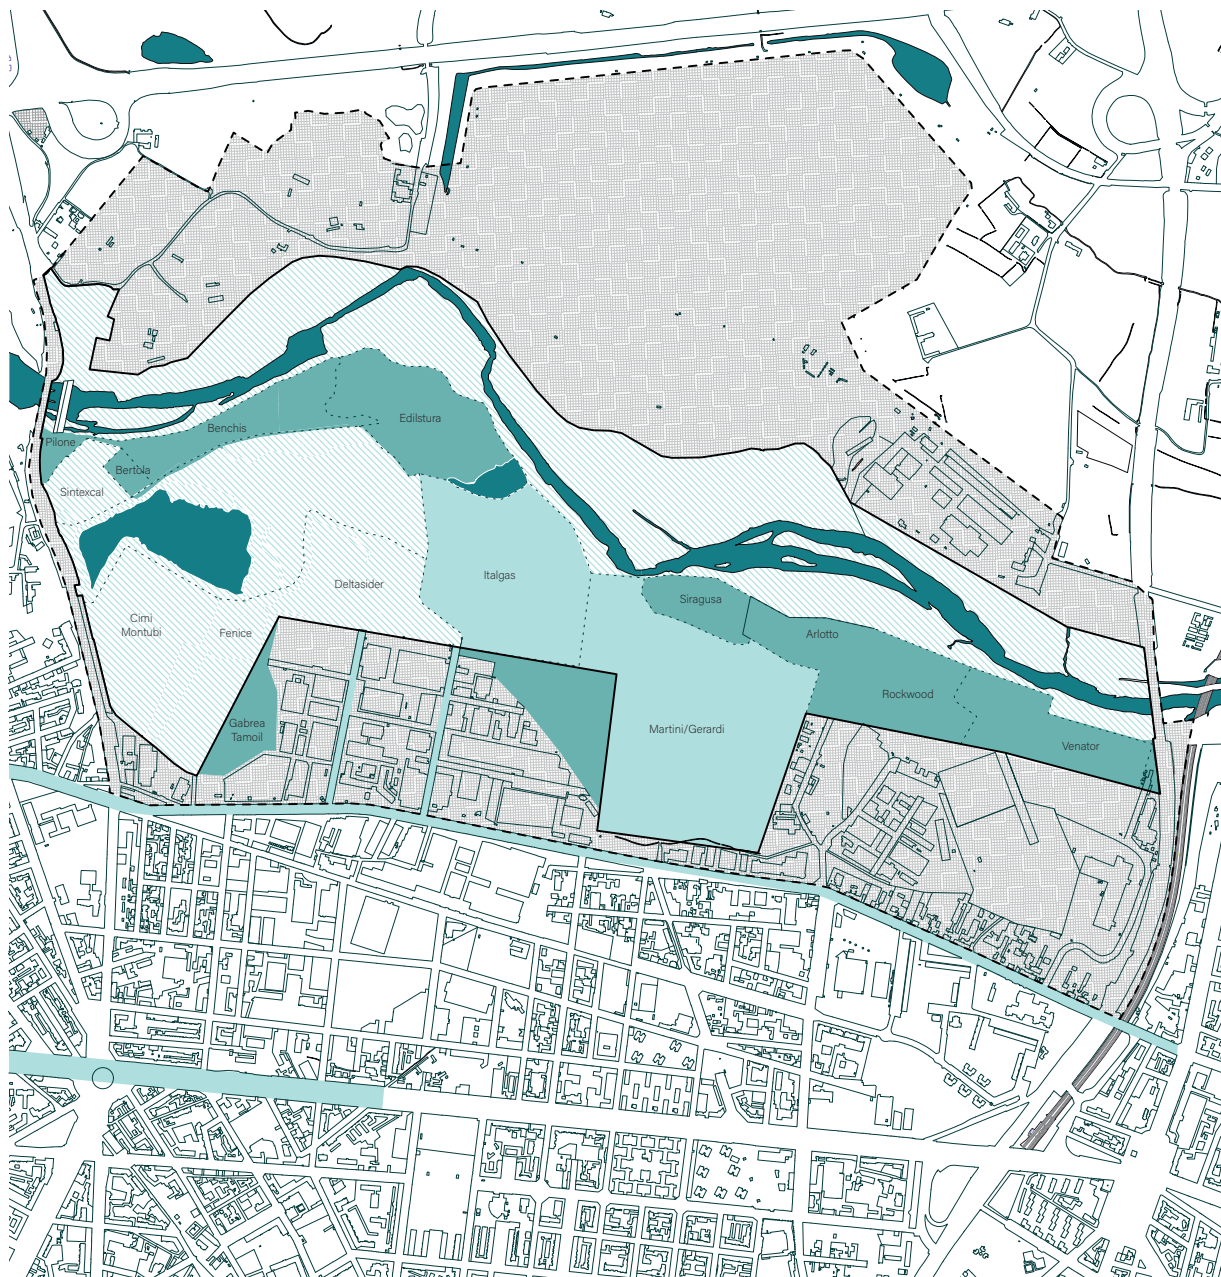 Edilstura
Benchis
Pilone
Bertola
Sintexcal
Italgas
Deltasider
Siragusa
Cimi
Montubi
Fenice
Arlotto
Rockwood
Gabrea
Tamoil
Martini/Gerardi
Venator